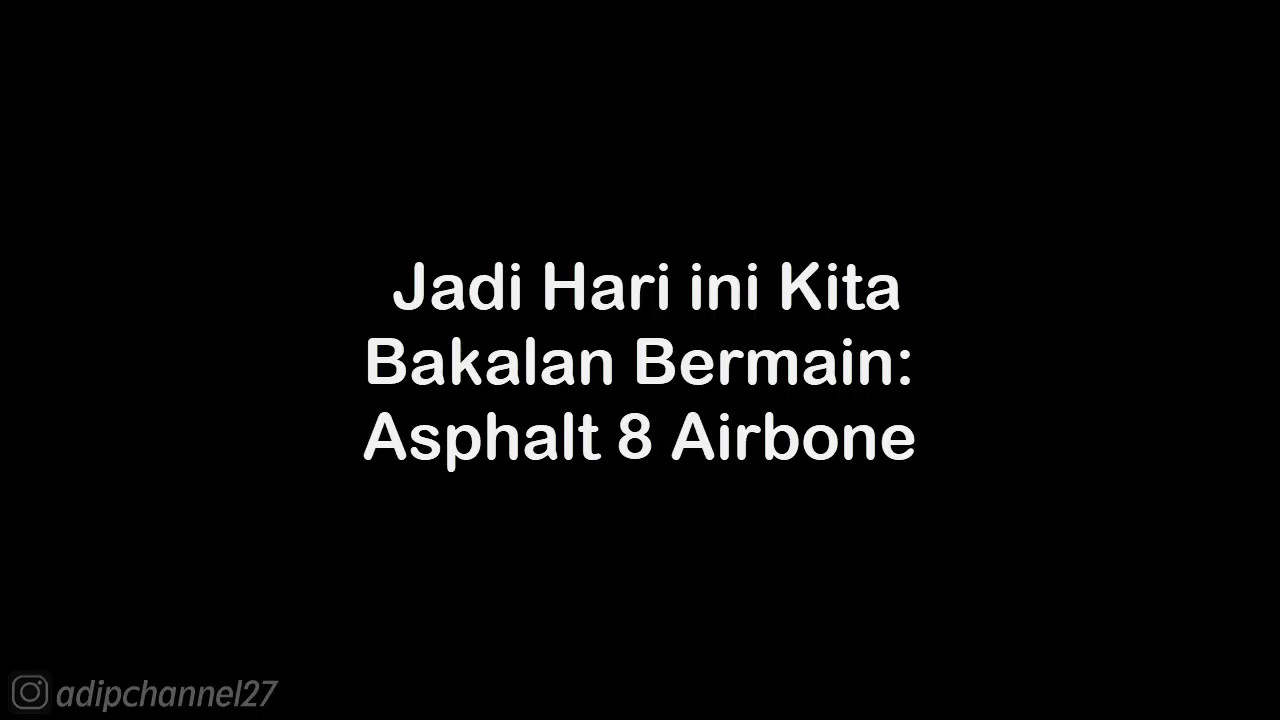 Jadi Hari ini Kita
Bakalan Bermain:
Asphalt 8 Airbone
adipchannel27